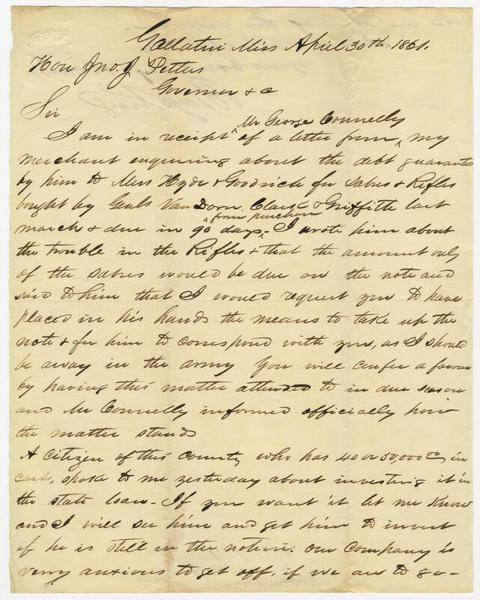 Gallatin Miss April 30th 1861.
Hon Jno. J. Pettus
Governor & c
Sir
Mr George Connelly
I am in receipt of a letter from my
merchant enquiring about the debt guaranteed
by him to Mess Hyde & Goodrich for Sabres & Rifles
bought by Genls Van Dorn, Clark & Griffith last
from purchase
march & due in 90 days. I wrote him about
the trouble in the Rifles & that the amount only
of the sabres would be due on the note and
said to him that I would request you to have
placed in his hands the means to take up the
note & for him to correspond with you, as I should
be away in the army You will confer a favour
by having this matter attended to in due season
and Mr Connelly informed officially how
the matter stands
A citizen of this County who has 40 or 50,000 00 in
cash, spoke to me yesterday about investing it in
the state loan. If you want it let me know
and I will see him and get him to invest
if he is still in the notion. Our Company is
very anxious to get off, if we are to go-